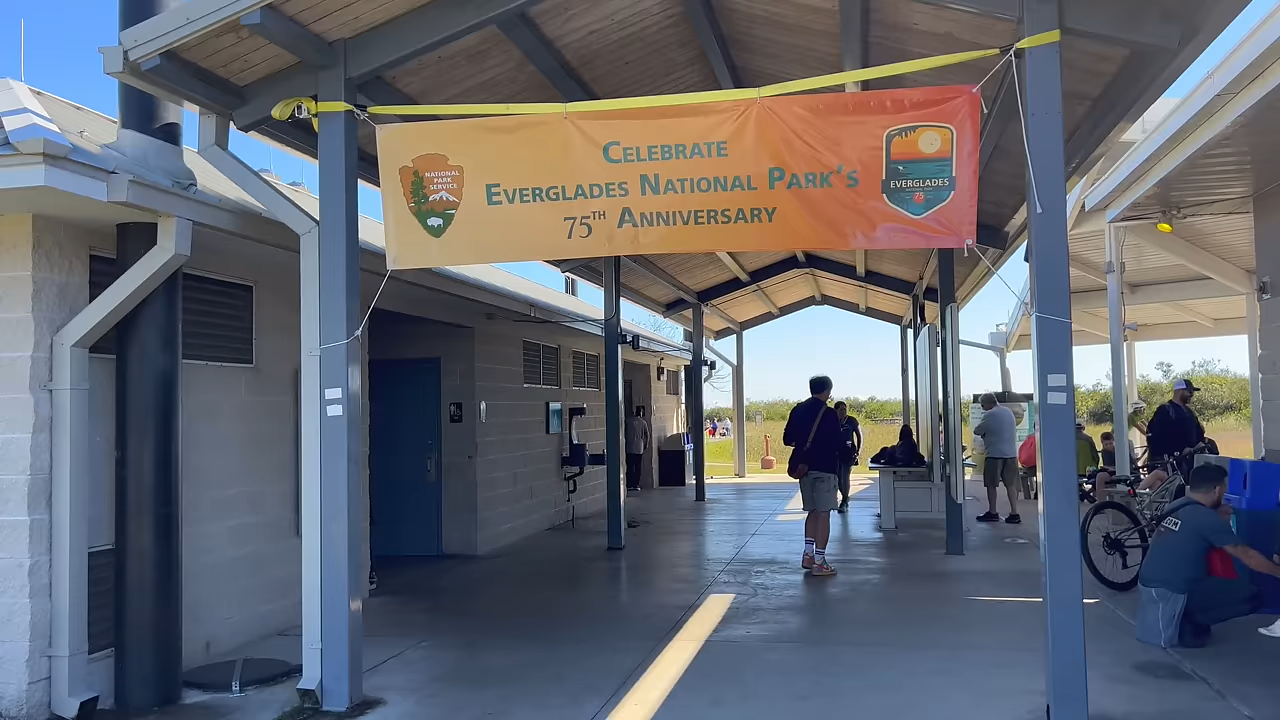 Celebrate
Everglades National Park's
75th Anniversary
NATIONAL
PARK
SERVICE
EVERGLADES
75